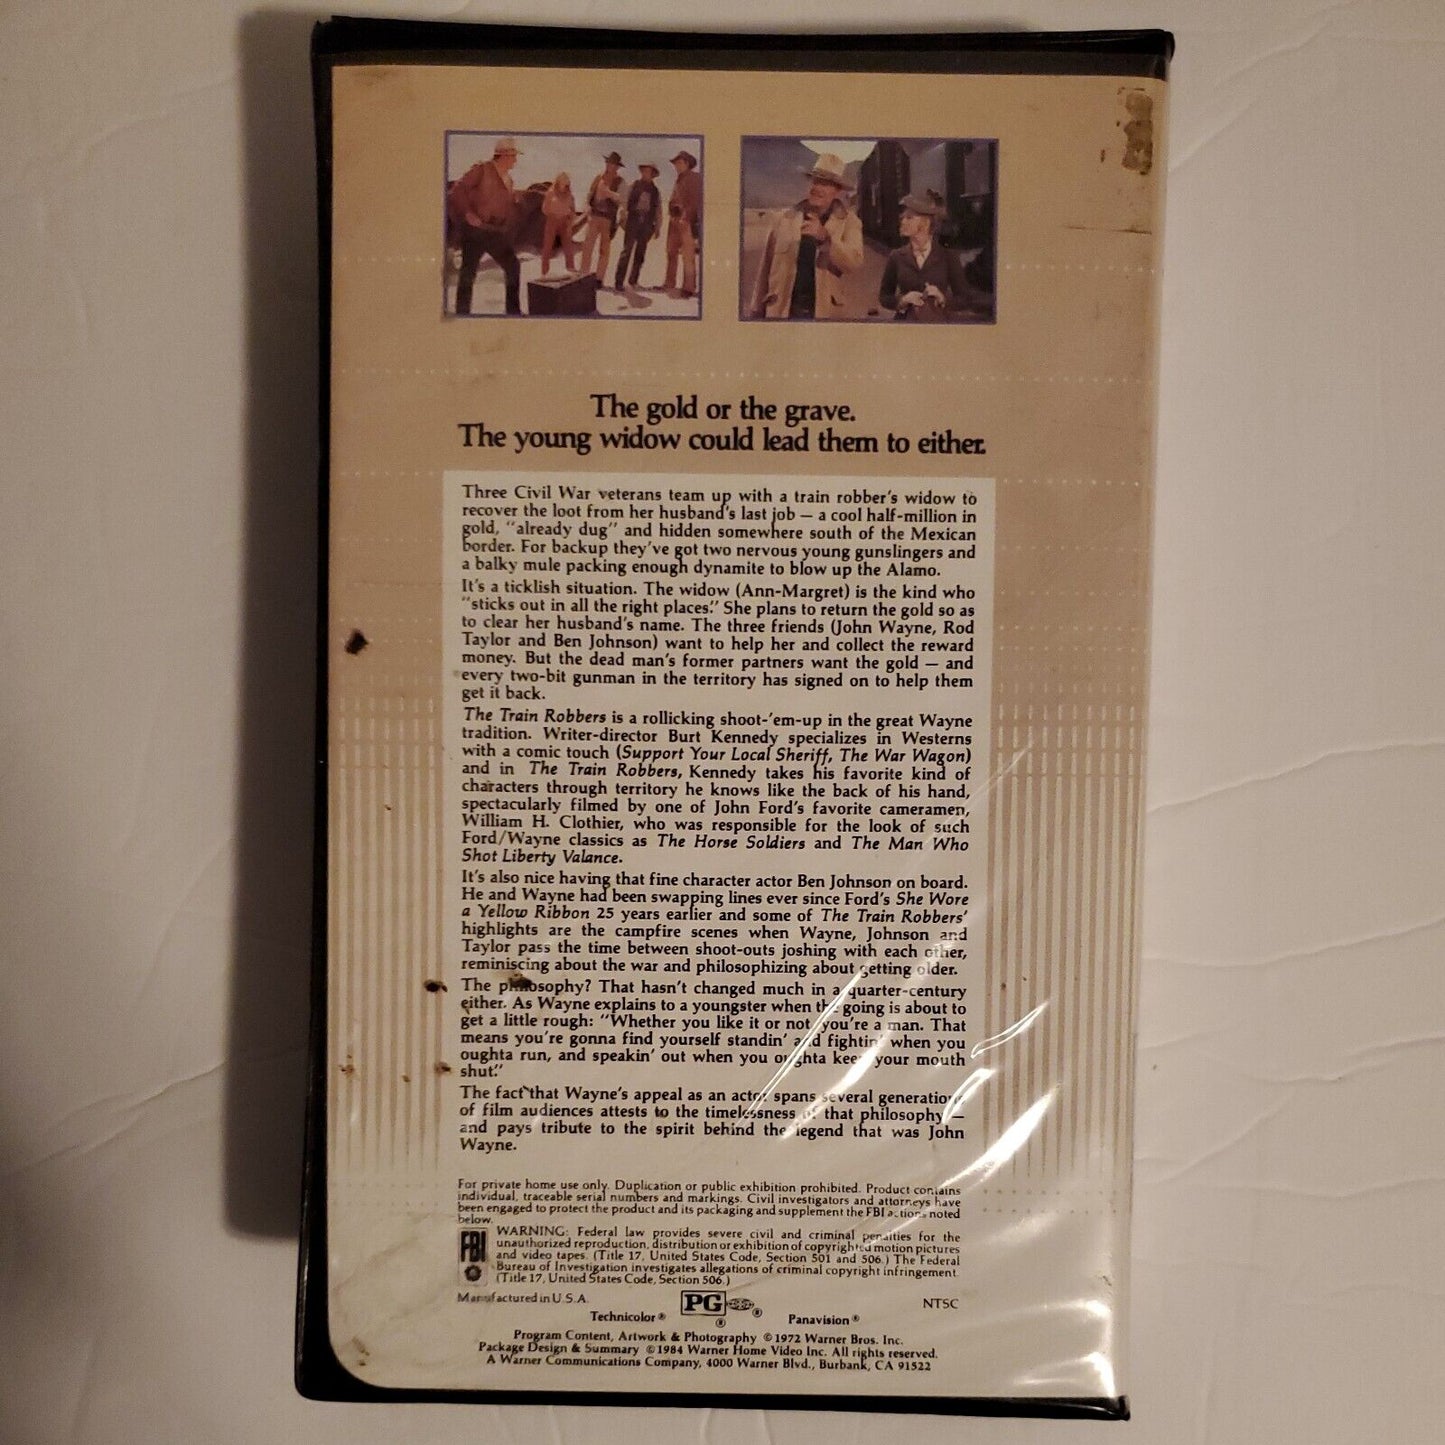 The gold or the grave.
The young widow could lead them to either.
Three Civil War veterans team up with a train robber's widow to
recover the loot from her husband's last job — a cool half-million in
gold, "already dug" and hidden somewhere south of the Mexican
border. For backup they've got two nervous young gunslingers and
a balky mule packing enough dynamite to blow up the Alamo.
It's a ticklish situation. The widow (Ann-Margret) is the kind who
"sticks out in all the right places." She plans to return the gold so as
to clear her husband's name. The three friends (John Wayne, Rod
Taylor and Ben Johnson) want to help her and collect the reward
money. But the dead man's former partners want the gold — and
every two-bit gunman in the territory has signed on to help them
get it back.
The Train Robbers is a rollicking shoot-'em-up in the great Wayne
tradition. Writer-director Burt Kennedy specializes in Westerns
with a comic touch (Support Your Local Sheriff, The War Wagon)
and in The Train Robbers, Kennedy takes his favorite kind of
characters through territory he knows like the back of his hand,
spectacularly filmed by one of John Ford's favorite cameramen,
William H. Clothier, who was responsible for the look of such
Ford/Wayne classics as The Horse Soldiers and The Man Who
Shot Liberty Valance.
It's also nice having that fine character actor Ben Johnson on board.
He and Wayne had been swapping lines ever since Ford's She Wore
a Yellow Ribbon 25 years earlier and some of The Train Robbers'
highlights are the campfire scenes when Wayne, Johnson and
Taylor pass the time between shoot-outs joshing with each other,
reminiscing about the war and philosophizing about getting older.
The philosophy? That hasn't changed much in a quarter-century
either. As Wayne explains to a youngster when the going is about to
get a little rough: "Whether you like it or not, you're a man. That
means you're gonna find yourself standin' and fightin' when you
oughta run, and speakin' out when you oughta keep your mouth
shut."
The fact that Wayne's appeal as an actor spans several generations
of film audiences attests to the timelessness of that philosophy —
and pays tribute to the spirit behind the legend that was John
Wayne.
For private home use only. Duplication or public exhibition prohibited. Product contains
individual, traceable serial numbers and markings. Civil investigators and attorneys have
been engaged to protect the product and its packaging and supplement the FBI actions noted
below.
FBI
WARNING: Federal law provides severe civil and criminal penalties for the
unauthorized reproduction, distribution or exhibition of copyrighted motion pictures
and video tapes. (Title 17, United States Code, Section 501 and 506.) The Federal
Bureau of Investigation investigates allegations of criminal copyright infringement.
(Title 17, United States Code, Section 506.)
Manufactured in U.S.A. PG ® ® NTSC
Technicolor® Panavision®
Program Content, Artwork & Photography ©1972 Warner Bros. Inc.
Package Design & Summary ©1984 Warner Home Video Inc. All rights reserved.
A Warner Communications Company, 4000 Warner Blvd., Burbank, CA 91522